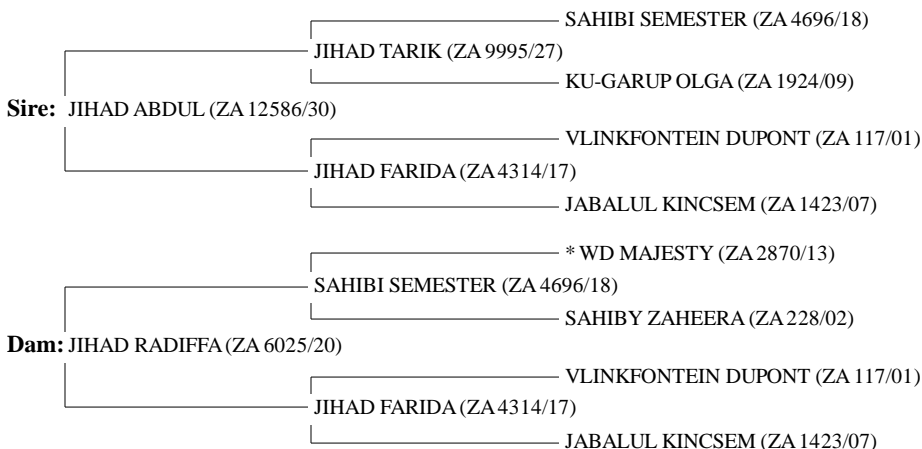 SAHIBI SEMESTER (ZA 4696/18)
JIHAD TARIK (ZA 9995/27)
KU-GARUP OLGA (ZA 1924/09)
Sire: JIHAD ABDUL (ZA 12586/30)
VLINKFONTEIN DUPONT (ZA 117/01)
JIHAD FARIDA (ZA 4314/17)
JABALUL KINCSEM (ZA 1423/07)
* WD MAJESTY (ZA 2870/13)
SAHIBI SEMESTER (ZA 4696/18)
SAHIBY ZAHEERA (ZA 228/02)
Dam: JIHAD RADIFFA (ZA 6025/20)
VLINKFONTEIN DUPONT (ZA 117/01)
JIHAD FARIDA (ZA 4314/17)
JABALUL KINCSEM (ZA 1423/07)